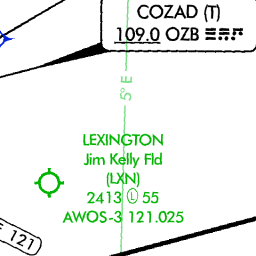 COZAD (T)
109.0 OZB
5° E
LEXINGTON
Jim Kelly Fld
(LXN)
2413 Ⓛ 55
AWOS-3 121.025
121